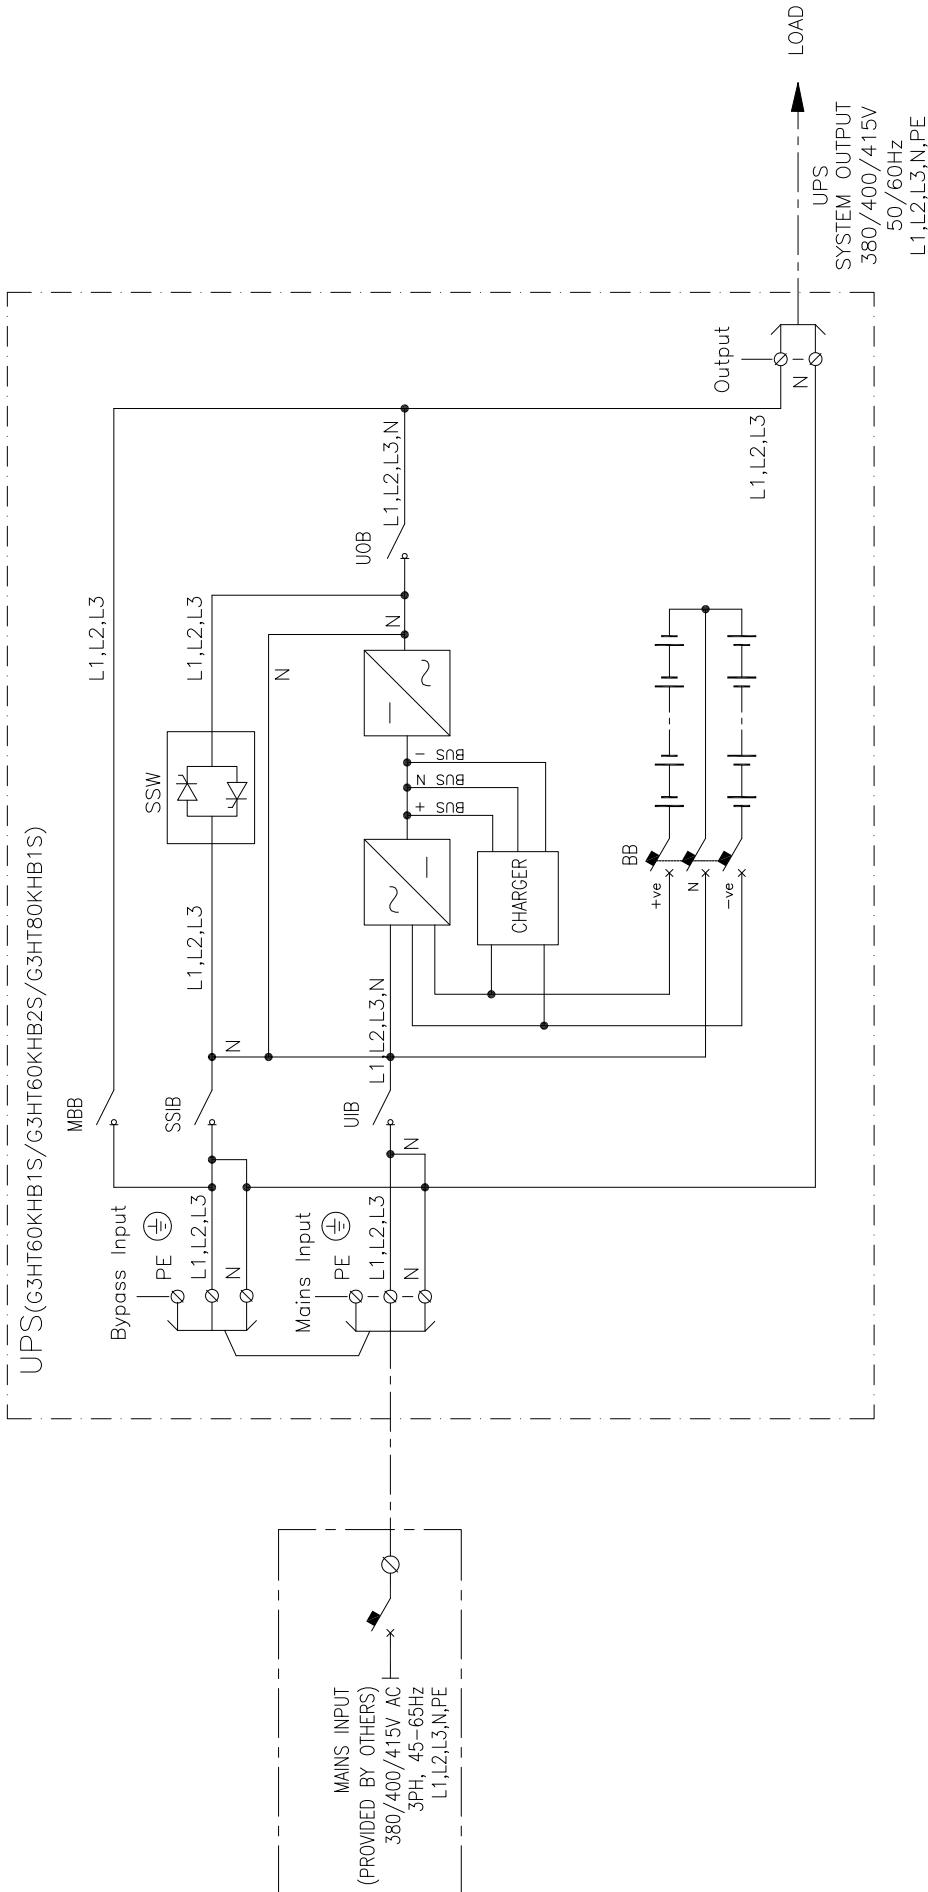 UPS(G3HT60KHB1S/G3HT60KHB2S/G3HT80KHB1S)
MAINS INPUT
(PROVIDED BY OTHERS)
380/400/415V AC
3PH, 45-65Hz
L1,L2,L3,N,PE
Bypass Input
PE
L1,L2,L3
N
Mains Input
PE
L1,L2,L3
N
N
MBB
L1,L2,L3
SSIB
N
L1,L2,L3
SSW
L1,L2,L3
N
UIB
L1,L2,L3,N
BUS +
BUS N
BUS -
CHARGER
N
UOB
L1,L2,L3,N
BB
+ve
N
-ve
L1,L2,L3
Output
N
UPS
SYSTEM OUTPUT
380/400/415V
50/60Hz
L1,L2,L3,N,PE
LOAD